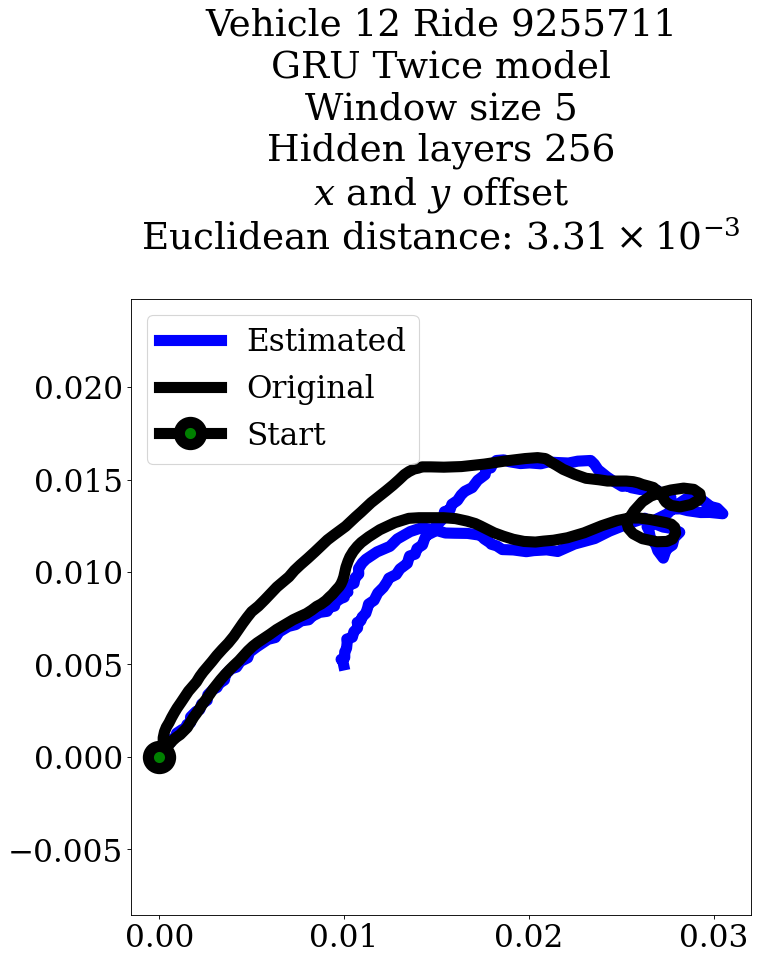 Vehicle 12 Ride 9255711
GRU Twice model
Window size 5
Hidden layers 256
x and y offset
Euclidean distance: 3.31 × 10⁻³
Estimated
Original
Start
0.020
0.015
0.010
0.005
0.000
−0.005
0.00 0.01 0.02 0.03